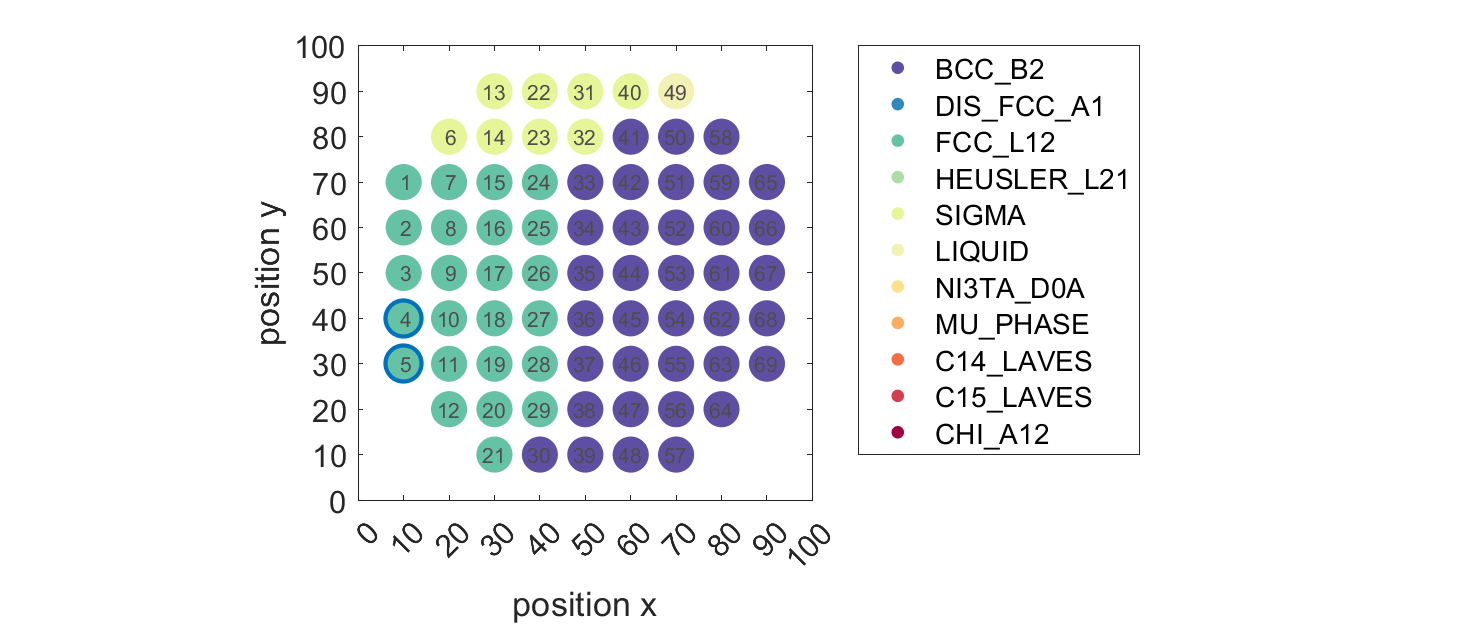 100
90 13 22 31 40 49
80 6 14 23 32 41 50 58
70 1 7 15 24 33 42 51 59 65
60 2 8 16 25 34 43 52 60 66
50 3 9 17 26 35 44 53 61 67
40 4 10 18 27 36 45 54 62 68
30 5 11 19 28 37 46 55 63 69
20 12 20 29 38 47 56 64
10 21 30 39 48 57
0
0 10 20 30 40 50 60 70 80 90 100
position x
position y
BCC_B2
DIS_FCC_A1
FCC_L12
HEUSLER_L21
SIGMA
LIQUID
NI3TA_D0A
MU_PHASE
C14_LAVES
C15_LAVES
CHI_A12